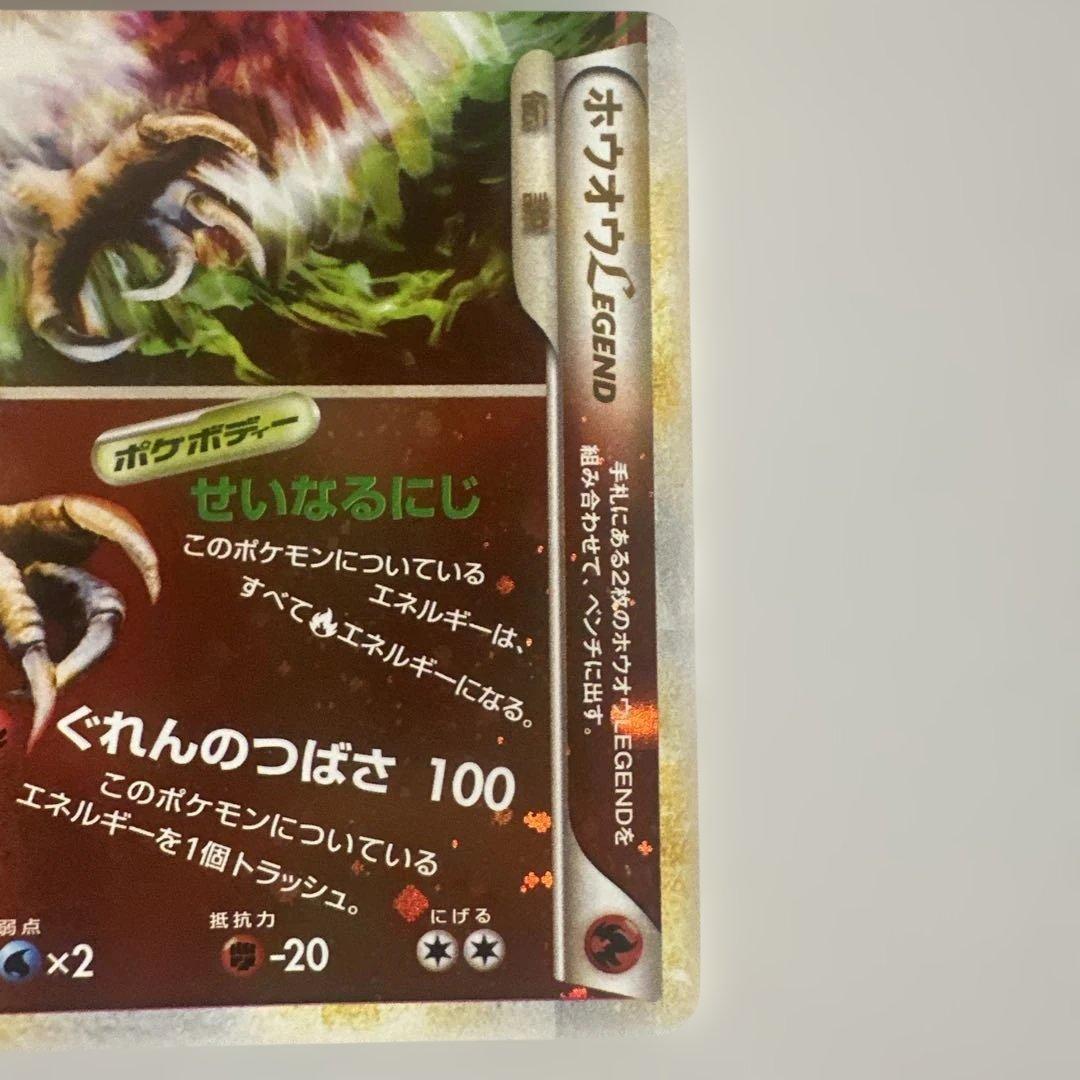 伝説
ホウオウLEGEND
手札にある2枚のホウオウLEGENDを
組み合わせて、ベンチに出す。
ポケボディー
せいなるにじ
このポケモンについている
エネルギーは、
すべてエネルギーになる。
ぐれんのつばさ 100
このポケモンについている
エネルギーを1個トラッシュ。
弱点 抵抗力 にげる
×2 -20